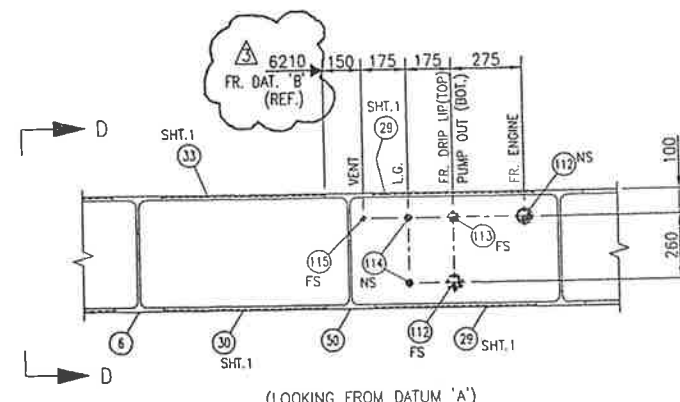 3
6210
FR. DAT. 'B'
(REF.)
150 175 175 275
D
SHT.1
33
SHT.1
29
VENT
L.G.
FR. DRIP LIP(TOP)
PUMP OUT (BOT.)
FR. ENGINE
112 NS
100
260
115
FS
114
NS
113
FS
112
FS
6
30
SHT.1
50
29 SHT.1
D
(LOOKING FROM DATUM 'A')